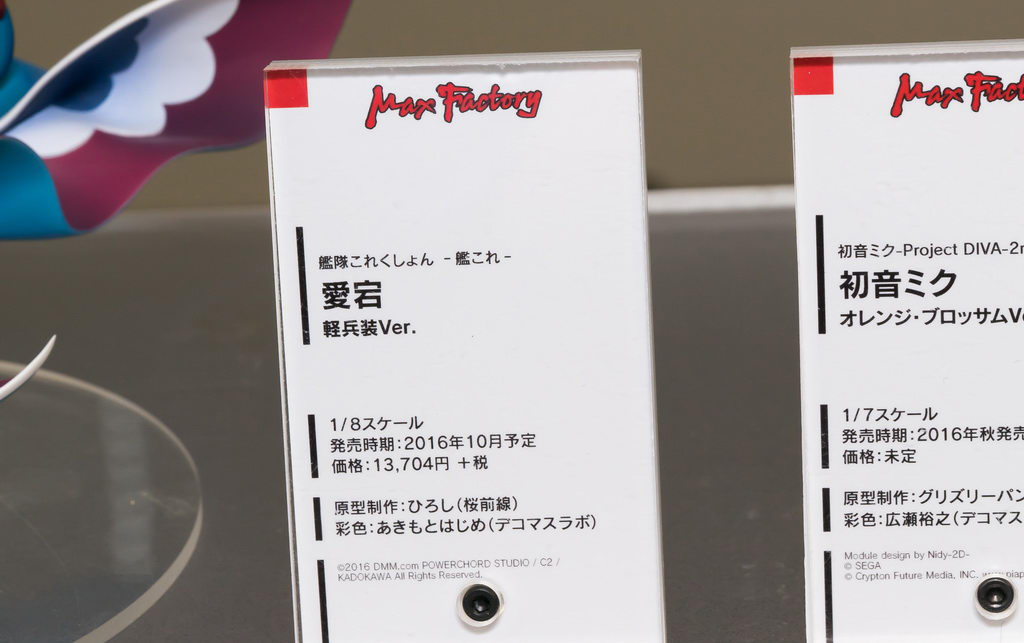 Max Factory
艦隊これくしょん -艦これ-
愛宕
軽兵装Ver.
1/8スケール
発売時期:2016年10月予定
価格:13,704円 +税
原型制作:ひろし(桜前線)
彩色:あきもとはじめ(デコマスラボ)
©2016 DMM.com POWERCHORD STUDIO / C2 /
KADOKAWA All Rights Reserved.
Max Fact
初音ミク-Project DIVA-2n
初音ミク
オレンジ・ブロッサムVe
1/7スケール
発売時期:2016年秋発売
価格:未定
原型制作:グリズリーパン
彩色:広瀬裕之(デコマス
Module design by Nidy-2D-
© SEGA
© Crypton Future Media, INC. www.piap